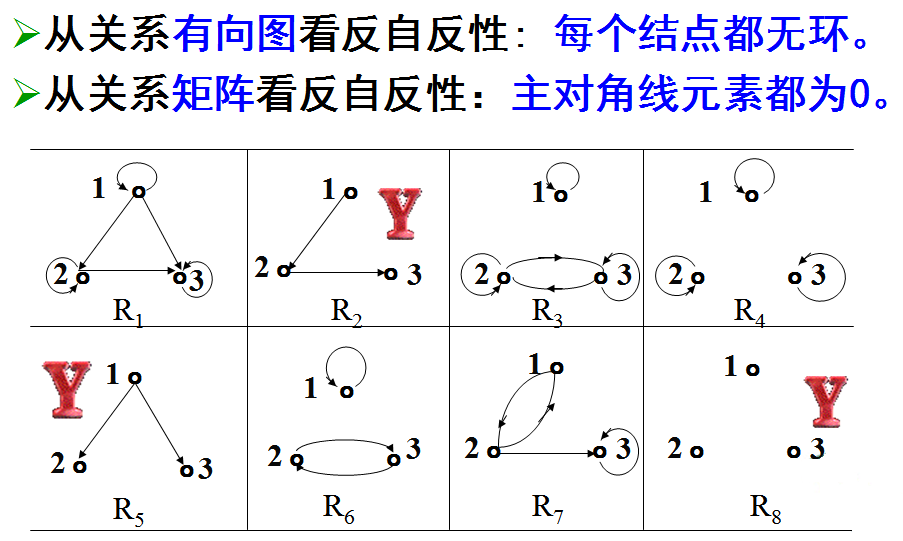 从关系有向图看反自反性: 每个结点都无环。
从关系矩阵看反自反性：主对角线元素都为0。
1
2 3
R1
1 Y
2 3
R2
1
2 3
R3
1
2 3
R4
Y 1
2 3
R5
1
2 3
R6
1
2 3
R7
1 Y
2 3
R8